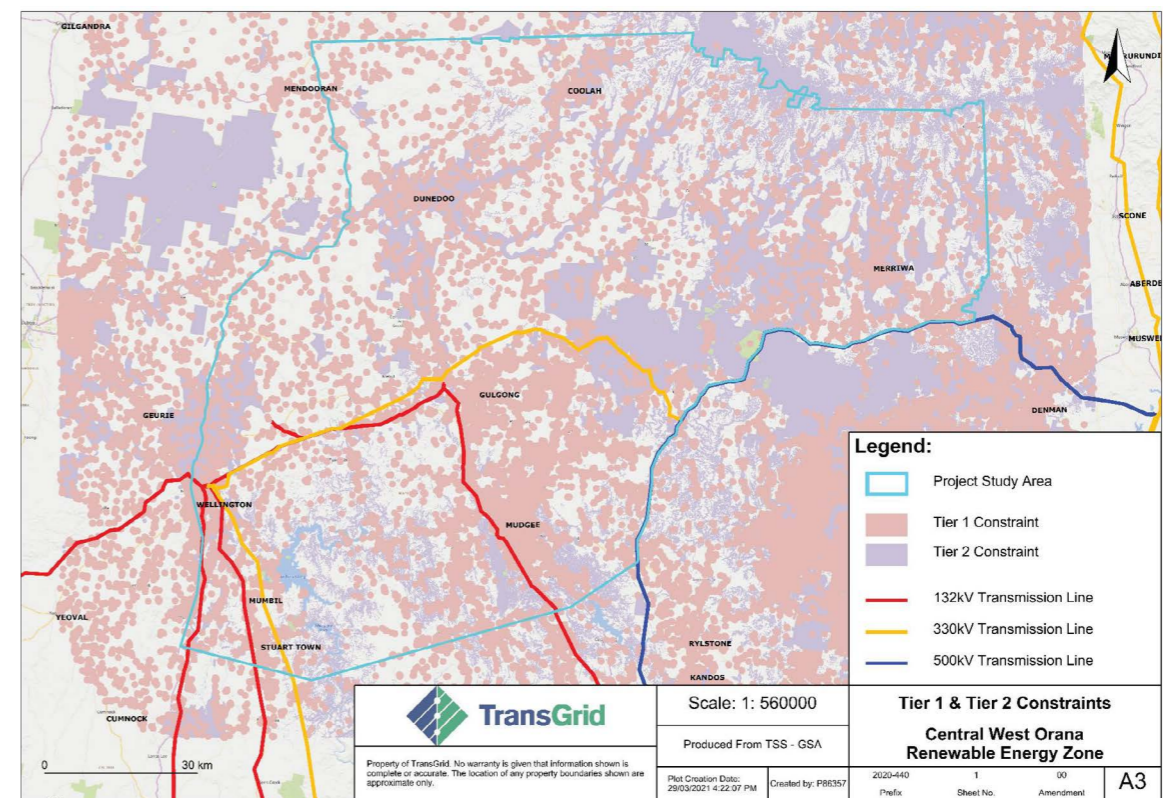 GILGANDRA
MENDOORAN
COOLAH
DUNEDOO
SCONE
MERRIWA
GEURIE
GULGONG
DENMAN
WELLINGTON
MUDGEE
MUMBIL
YEOVAL
STUART TOWN
RYLSTONE
KANDOS
CUMNOCK
0 30 km
Legend:
Project Study Area
Tier 1 Constraint
Tier 2 Constraint
132kV Transmission Line
330kV Transmission Line
500kV Transmission Line
TransGrid
Property of TransGrid. No warranty is given that information shown is
complete or accurate. The location of any property boundaries shown are
approximate only.
Scale: 1: 560000
Produced From TSS - GSA
Plot Creation Date:
29/03/2021 4:22:07 PM
Created by: P86357
Tier 1 & Tier 2 Constraints
Central West Orana
Renewable Energy Zone
2020-440 1 00
Prefix Sheet No. Amendment
A3